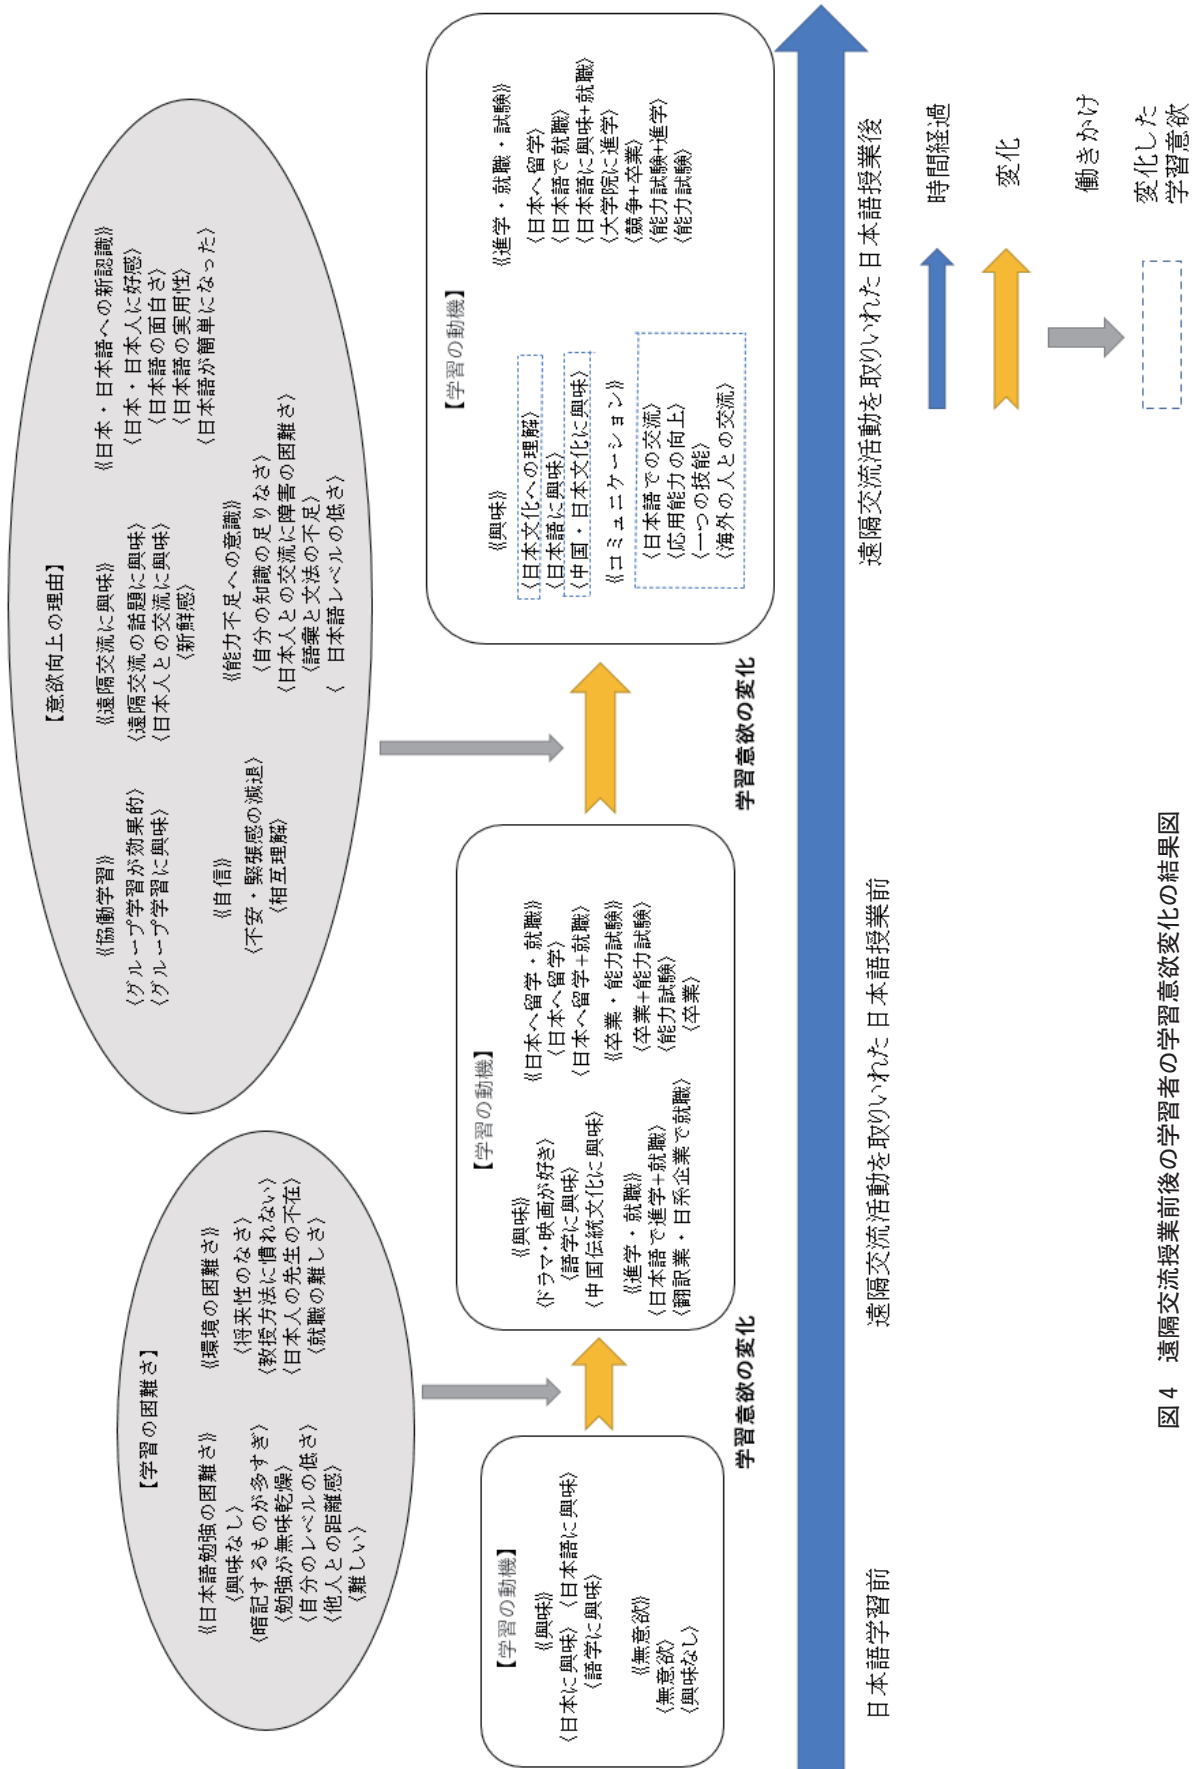 【学習の困難さ】
《日本語勉強の困難さ》
〈興味なし〉
〈暗記するものが多すぎ〉
〈勉強が無味乾燥〉
〈自分のレベルの低さ〉
〈他人との距離感〉
〈難しい〉
《環境の困難さ》
〈将来性のなさ〉
〈教授方法に慣れない〉
〈日本人の先生の不在〉
〈就職の難しさ〉
【意欲向上の理由】
《協働学習》
〈グループ学習が効果的〉
〈グループ学習に興味〉
《遠隔交流に興味》
〈遠隔交流の話題に興味〉
〈日本人との交流に興味〉
〈新鮮感〉
《日本・日本語への新認識》
〈日本・日本人に好感〉
〈日本語の面白さ〉
〈日本語の実用性〉
〈日本語が簡単になった〉
《自信》
〈不安・緊張感の減退〉
〈相互理解〉
《能力不足への意識》
〈自分の知識の足りなさ〉
〈日本人との交流に障害の困難さ〉
〈語彙と文法の不足〉
〈 日本語レベルの低さ〉
【学習の動機】
《興味》
〈日本に興味〉〈日本語に興味〉
〈語学に興味〉
《無意欲》
〈無意欲〉
〈興味なし〉
学習意欲の変化
【学習の動機】
《興味》
〈ドラマ・映画が好き〉
〈語学に興味〉
〈中国伝統文化に興味〉
《進学・就職》
〈日本語で進学+就職〉
〈翻訳業・日系企業で就職〉
《日本へ留学・就職》
〈日本へ留学〉
〈日本へ留学+就職〉
《卒業・能力試験》
〈卒業+能力試験〉
〈能力試験〉
〈卒業〉
学習意欲の変化
【学習の動機】
《興味》
〈日本文化への理解〉
〈日本語に興味〉
〈中国・日本文化に興味〉
《コミュニケーション》
〈日本語での交流〉
〈応用能力の向上〉
〈一つの技能〉
〈海外の人との交流〉
《進学・就職・試験》
〈日本へ留学〉
〈日本語で就職〉
〈日本語に興味+就職〉
〈大学院に進学〉
〈競争+卒業〉
〈能力試験+進学〉
〈能力試験〉
日本語学習前
遠隔交流活動を取りいれた日本語授業前
遠隔交流活動を取りいれた日本語授業後
時間経過
変化
働きかけ
変化した
学習意欲
図4 遠隔交流授業前後の学習者の学習意欲変化の結果図